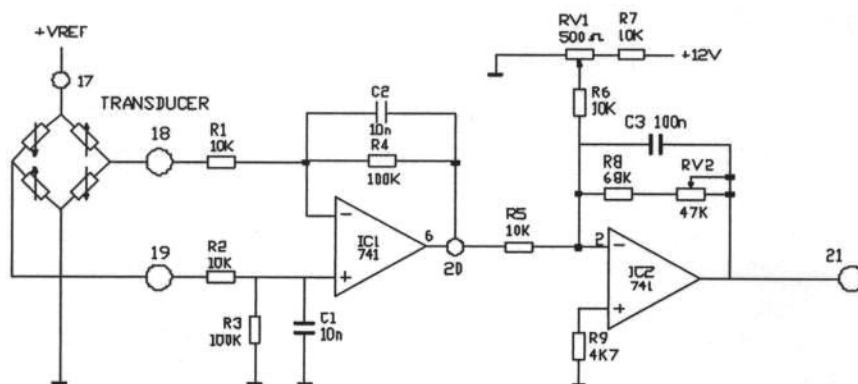 +VREF
17
TRANSDUCER
18
R1
10K
C2
10n
R4
100K
RV1 R7
500Ω 10K
+12V
R6
10K
C3 100n
R8
68K
RV2
47K
19
R2
10K
R3
100K
C1
10n
-
+
IC1
741
6
20
R5
10K
2
-
+
IC2
741
R9
4K7
21